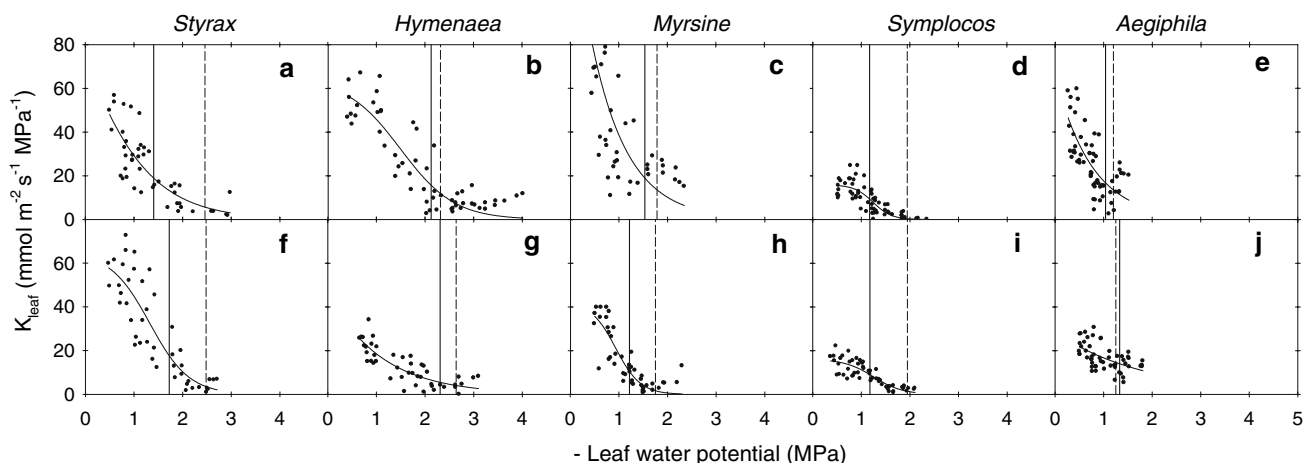 Styrax Hymenaea Myrsine Symplocos Aegiphila
80
60
40
20
0
a b c d e
60
40
20
0
f g h i j
K_leaf (mmol m⁻² s⁻¹ MPa⁻¹)
0 1 2 3 4 0 1 2 3 4 0 1 2 3 4 0 1 2 3 4 0 1 2 3 4 5
- Leaf water potential (MPa)